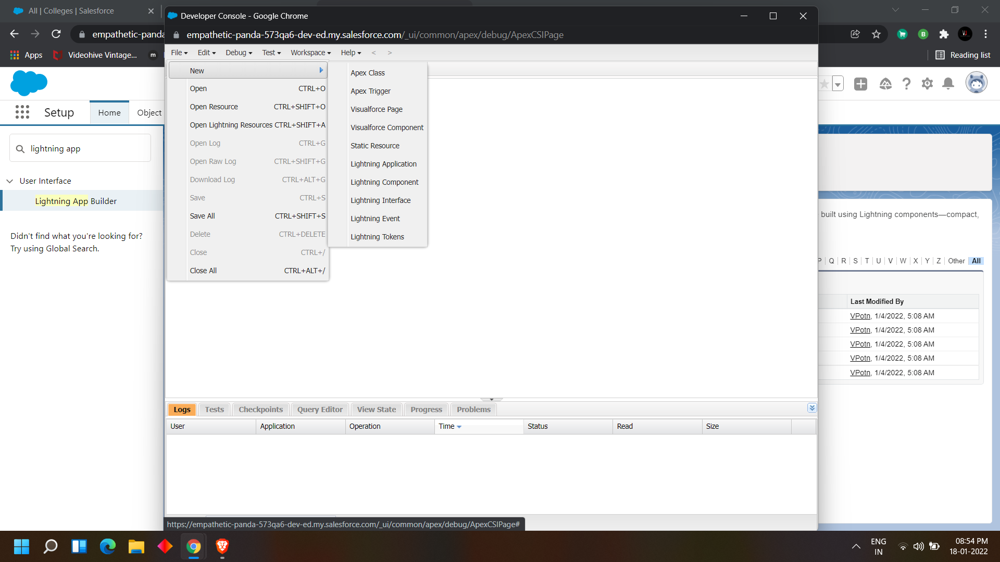 All | Colleges | Salesforce
Developer Console - Google Chrome
empathetic-panda-573qa6-dev-ed.my.salesforce.com/_ui/common/apex/debug/ApexCSIPage
empathetic-panda
Apps
Videohive Vintage...
m
Reading list
B
File Edit Debug Test Workspace Help < >
New
Open CTRL+O
Open Resource CTRL+SHIFT+O
Open Lightning Resources CTRL+SHIFT+A
Open Log CTRL+G
Open Raw Log CTRL+SHIFT+G
Download Log CTRL+ALT+G
Save CTRL+S
Save All CTRL+SHIFT+S
Delete CTRL+DELETE
Close CTRL+/
Close All CTRL+ALT+/
Apex Class
Apex Trigger
Visualforce Page
Visualforce Component
Static Resource
Lightning Application
Lightning Component
Lightning Interface
Lightning Event
Lightning Tokens
Setup
Home
Object
lightning app
User Interface
Lightning App Builder
Didn't find what you're looking for?
Try using Global Search.
built using Lightning components—compact,
P | Q | R | S | T | U | V | W | X | Y | Z | Other | All
Last Modified By
VPotn, 1/4/2022, 5:08 AM
VPotn, 1/4/2022, 5:08 AM
VPotn, 1/4/2022, 5:08 AM
VPotn, 1/4/2022, 5:08 AM
VPotn, 1/4/2022, 5:08 AM
Logs Tests Checkpoints Query Editor View State Progress Problems
User Application Operation Time Status Read Size
https://empathetic-panda-573qa6-dev-ed.my.salesforce.com/_ui/common/apex/debug/ApexCSIPage#
ENG
IN
08:54 PM
18-01-2022